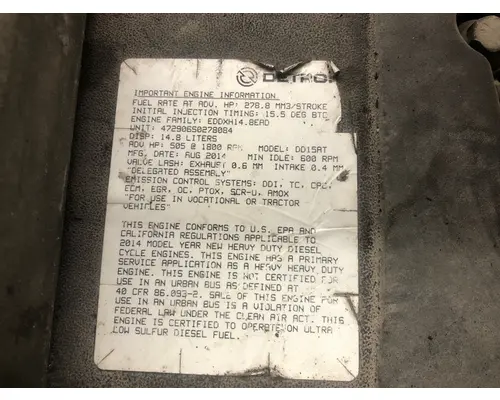 DETROI
IMPORTANT ENGINE INFORMATION.
FUEL RATE AT ADV. HP: 278.8 MM3/STROKE
INITIAL INJECTION TIMING: 15.5 DEG BTC
ENGINE FAMILY: EDDXH14.8EAD
UNIT: 472906S0278084
DISP: 14.8 LITERS
ADV HP: 505 @ 1800 RPM MODEL: DD15AT
MFG. DATE: AUG 2014 MIN IDLE: 600 RPM
VALVE LASH: EXHAUST 0.6 MM INTAKE 0.4 MM
"DELEGATED ASSEMBLY"
EMISSION CONTROL SYSTEMS: DDI, TC, CAC,
ECM, EGR, OC, PTOX, SCR-U, AMOX
"FOR USE IN VOCATIONAL OR TRACTOR
VEHICLES"
THIS ENGINE CONFORMS TO U.S. EPA AND
CALIFORNIA REGULATIONS APPLICABLE TO
2014 MODEL YEAR NEW HEAVY DUTY DIESEL
CYCLE ENGINES. THIS ENGINE HAS A PRIMARY
SERVICE APPLICATION AS A HEAVY HEAVY DUTY
ENGINE. THIS ENGINE IS NOT CERTIFIED FOR
USE IN AN URBAN BUS AS DEFINED AT
40 CFR 86.093-2. SALE OF THIS ENGINE FOR
USE IN AN URBAN BUS IS A VIOLATION OF
FEDERAL LAW UNDER THE CLEAN AIR ACT. THIS
ENGINE IS CERTIFIED TO OPERATE ON ULTRA
LOW SULFUR DIESEL FUEL.